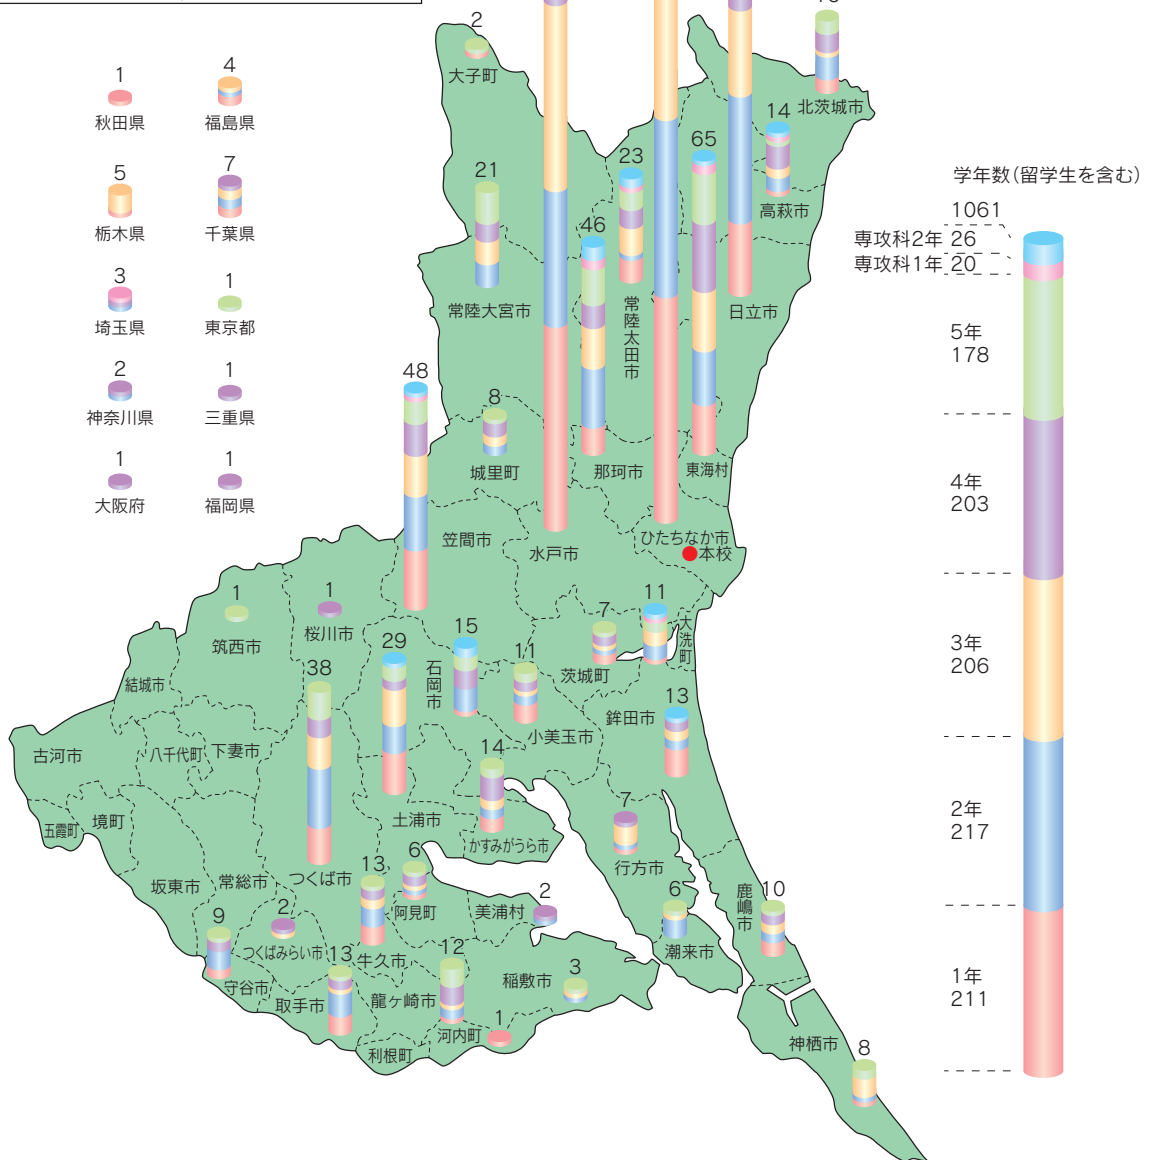 2
大子町
北茨城市
1
秋田県
4
福島県
5
栃木県
7
千葉県
3
埼玉県
1
東京都
2
神奈川県
1
三重県
1
大阪府
1
福岡県
14
高萩市
65
東海村
23
常陸太田市
46
那珂市
21
常陸大宮市
日立市
8
城里町
48
笠間市
水戸市
ひたちなか市
本校
1
筑西市
1
桜川市
結城市
38
つくば市
29
土浦市
15
石岡市
11
小美玉市
7
茨城町
11
大洗町
13
鉾田市
14
かすみがうら市
7
行方市
古河市
八千代町
下妻市
五霞町
境町
坂東市
常総市
9
守谷市
2
つくばみらい市
13
取手市
13
牛久市
6
阿見町
2
美浦村
12
龍ヶ崎市
3
稲敷市
1
河内町
利根町
6
潮来市
10
鹿嶋市
8
神栖市
学年数(留学生を含む)
1061
専攻科2年 26
専攻科1年 20
5年
178
4年
203
3年
206
2年
217
1年
211